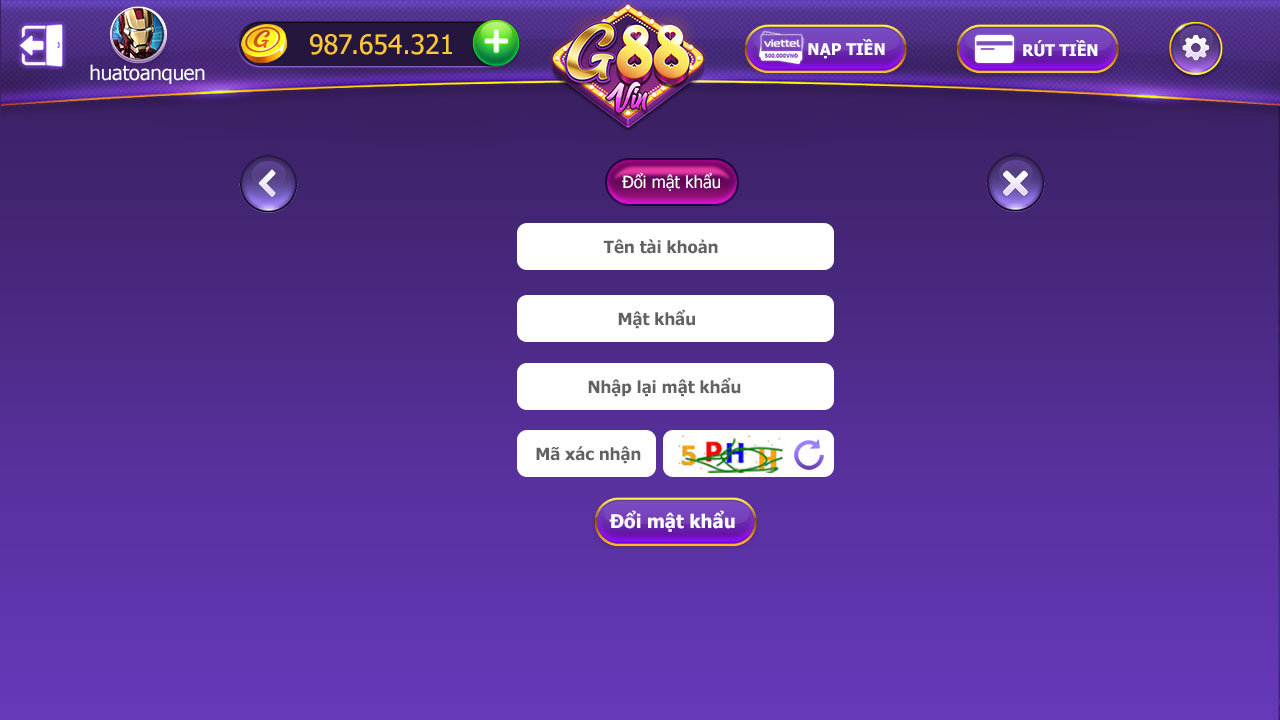 huatoanquen
G
987.654.321
G88
Vin
viettel
500.000VNĐ
NẠP TIỀN
RÚT TIỀN
Đổi mật khẩu
Tên tài khoản
Mật khẩu
Nhập lại mật khẩu
Mã xác nhận
5 P H H
Đổi mật khẩu